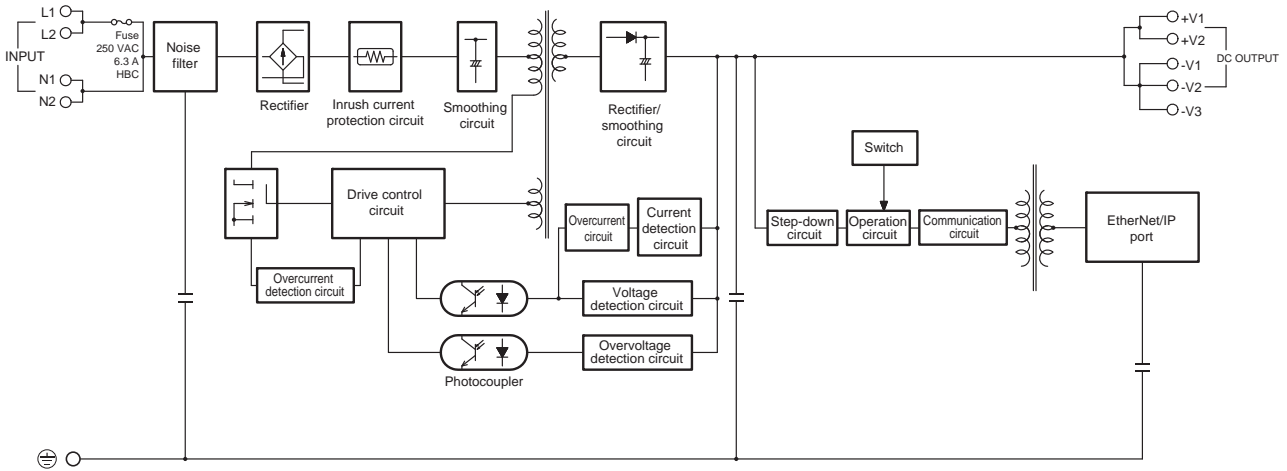 L1
L2
INPUT
N1
N2
Fuse
250 VAC
6.3 A
HBC
Noise
filter
Rectifier
Inrush current
protection circuit
Smoothing
circuit
Rectifier/
smoothing
circuit
+V1
+V2
-V1
-V2
-V3
DC OUTPUT
Drive control
circuit
Overcurrent
detection circuit
Overcurrent
circuit
Current
detection
circuit
Voltage
detection circuit
Overvoltage
detection circuit
Photocoupler
Switch
Step-down
circuit
Operation
circuit
Communication
circuit
EtherNet/IP
port